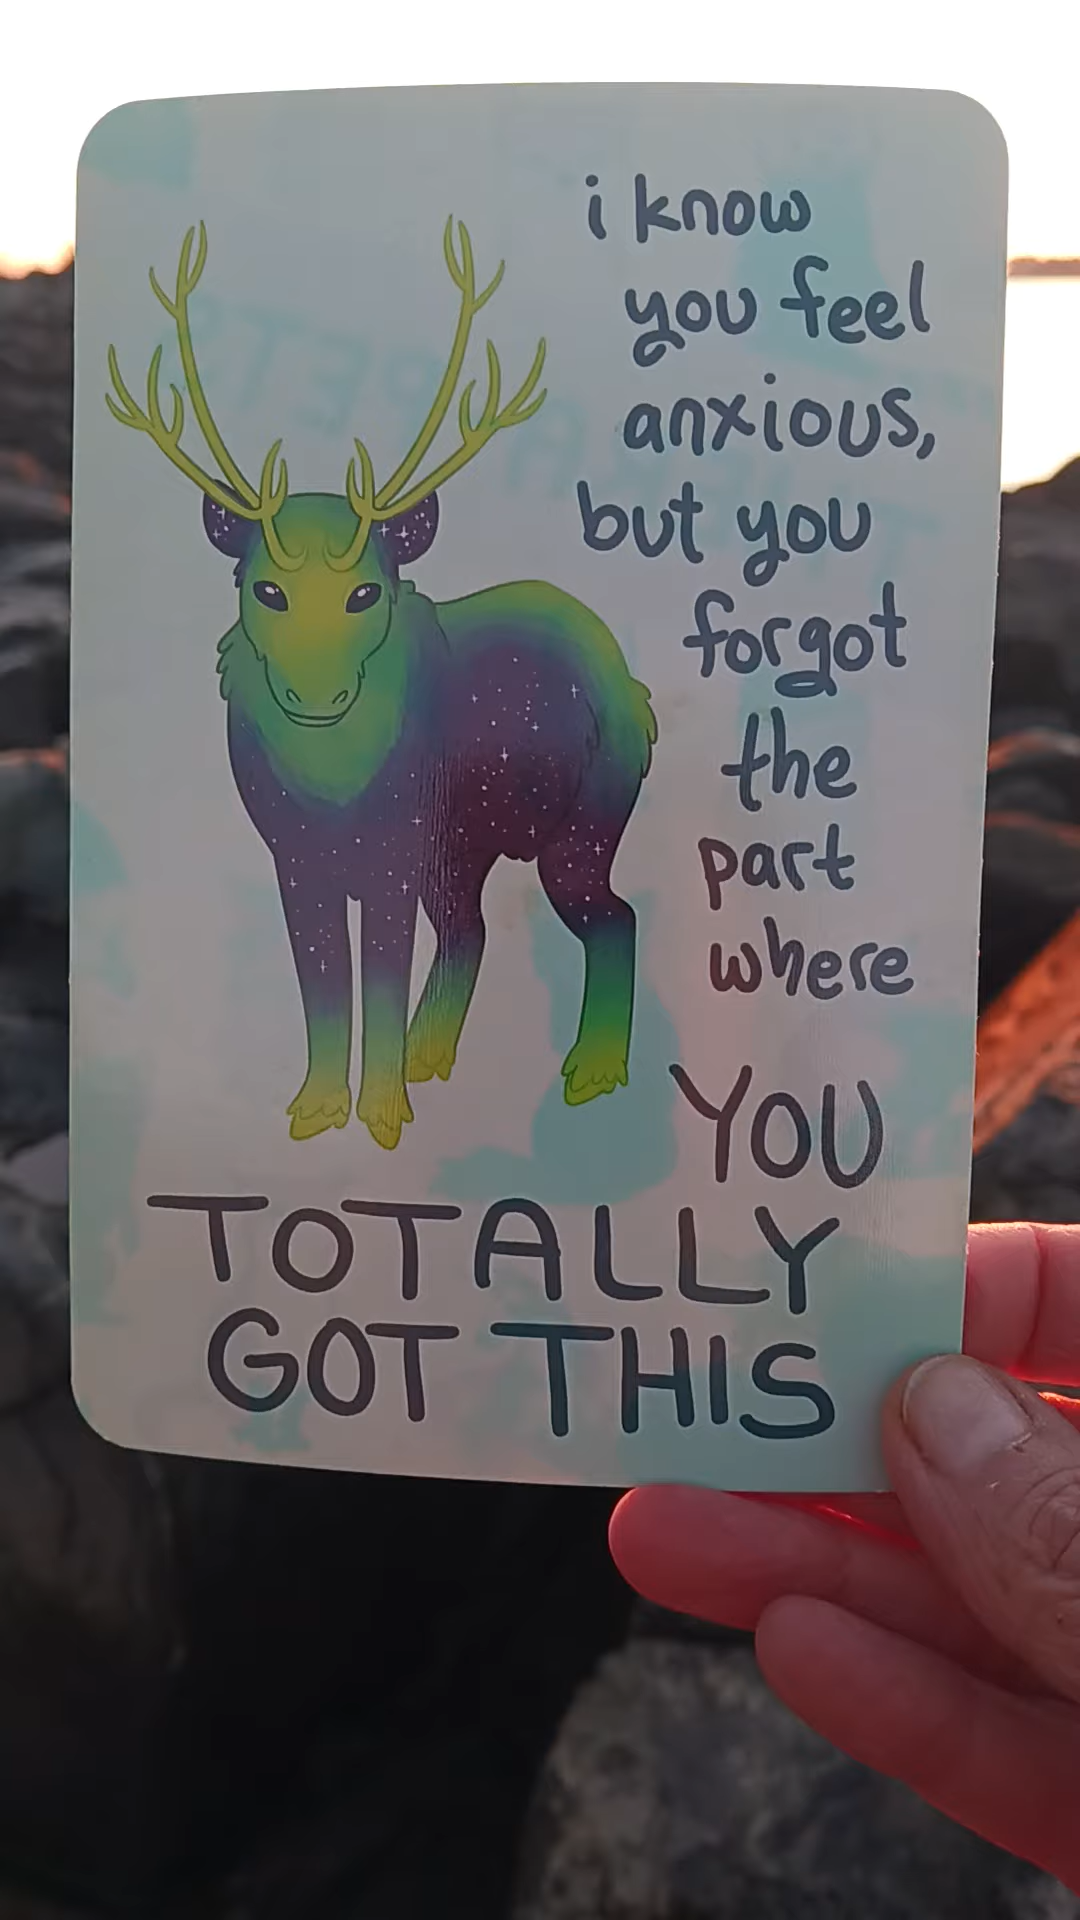 i know
you feel
anxious,
but you
forgot
the
part
where
YOU
TOTALLY
GOT THIS